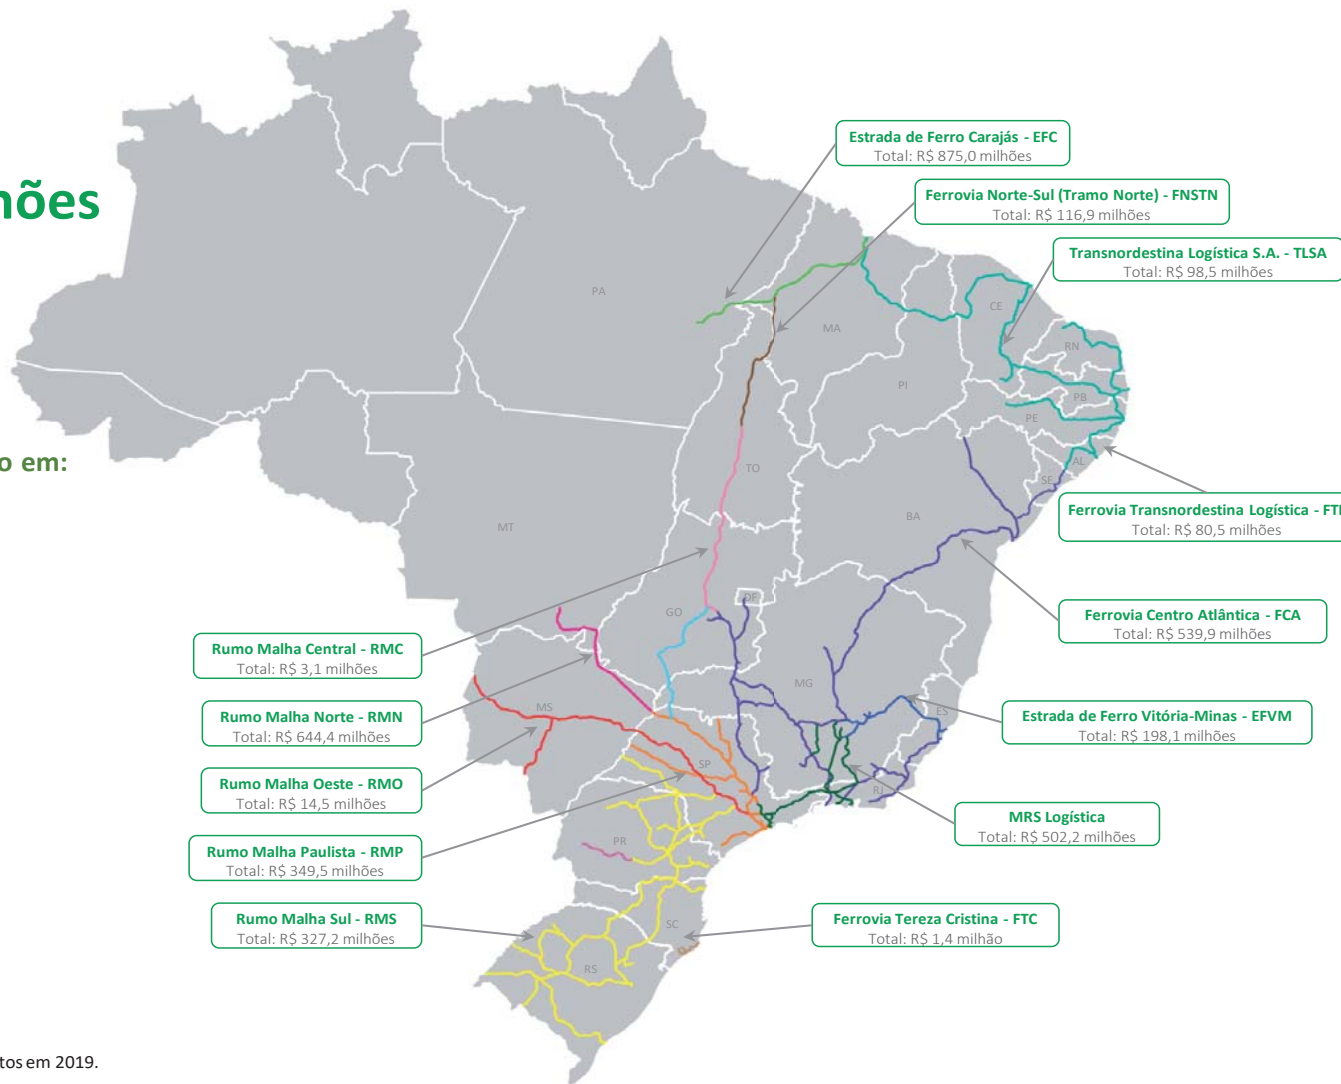 Estrada de Ferro Carajás - EFC
Total: R$ 875,0 milhões
Ferrovia Norte-Sul (Tramo Norte) - FNSTN
Total: R$ 116,9 milhões
Transnordestina Logística S.A. - TLSA
Total: R$ 98,5 milhões
o em:
PA
MA
CE
RN
PI
PB
PE
TO
AL
SE
Ferrovia Transnordestina Logística -
Total: R$ 80,5 milhões
MT
BA
DF
GO
Ferrovia Centro Atlântica - FCA
Total: R$ 539,9 milhões
Rumo Malha Central - RMC
Total: R$ 3,1 milhões
MG
ES
MS
Rumo Malha Norte - RMN
Total: R$ 644,4 milhões
Estrada de Ferro Vitória-Minas - EFVM
Total: R$ 198,1 milhões
Rumo Malha Oeste - RMO
Total: R$ 14,5 milhões
SP
RJ
MRS Logística
Total: R$ 502,2 milhões
Rumo Malha Paulista - RMP
Total: R$ 349,5 milhões
PR
Rumo Malha Sul - RMS
Total: R$ 327,2 milhões
SC
Ferrovia Tereza Cristina - FTC
Total: R$ 1,4 milhão
RS
tos em 2019.